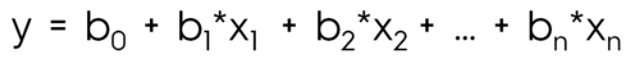 y = b₀ + b₁*x₁ + b₂*x₂ + ... + bₙ*xₙ